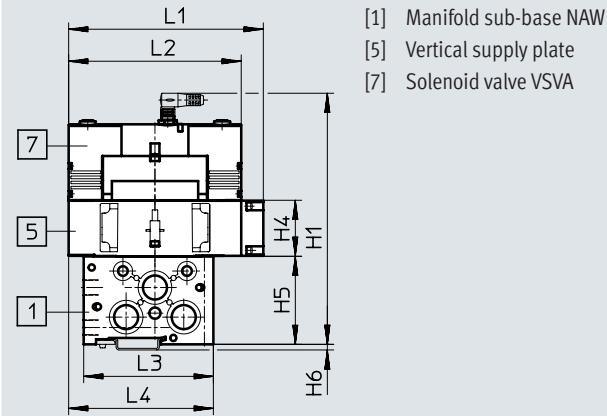 L1
L2
[1] Manifold sub-base NAW
[5] Vertical supply plate
[7] Solenoid valve VSVA
7
5
1
H4
H1
H5
H6
L3
L4